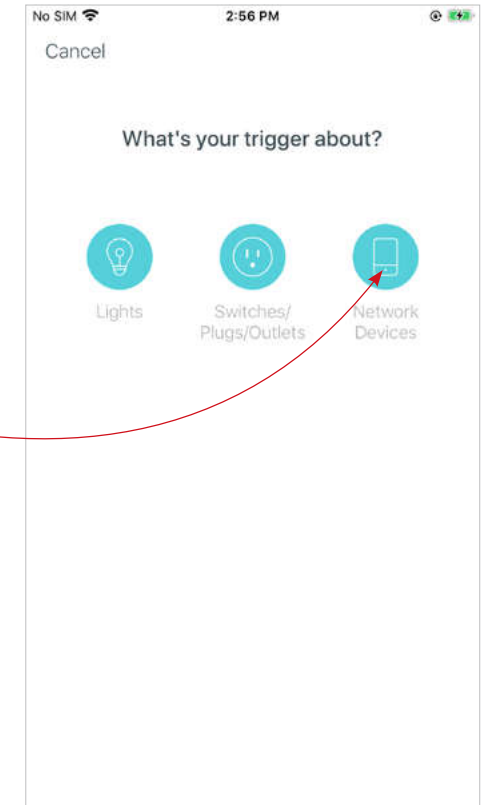 No SIM 2:56 PM
Cancel
What's your trigger about?
Lights
Switches/
Plugs/Outlets
Network
Devices